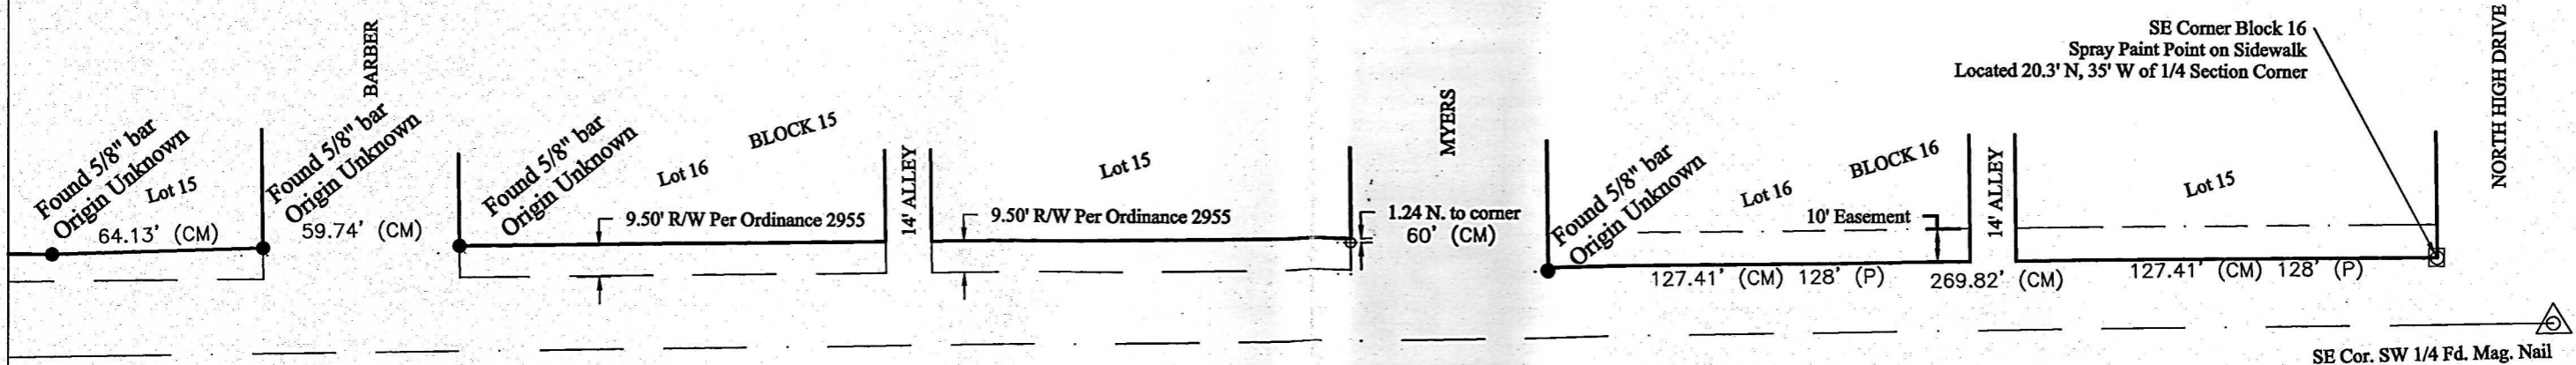 Found 5/8" bar
Origin Unknown
Lot 15
64.13' (CM)
BARBER
Found 5/8" bar
Origin Unknown
59.74' (CM)
Found 5/8" bar
Origin Unknown
Lot 16
BLOCK 15
9.50' R/W Per Ordinance 2955
14' ALLEY
Lot 15
9.50' R/W Per Ordinance 2955
1.24 N. to corner
60' (CM)
MYERS
Found 5/8" bar
Origin Unknown
Lot 16
BLOCK 16
10' Easement
127.41' (CM) 128' (P)
14' ALLEY
269.82' (CM)
Lot 15
127.41' (CM) 128' (P)
SE Corner Block 16
Spray Paint Point on Sidewalk
Located 20.3' N, 35' W of 1/4 Section Corner
NORTH HIGH DRIVE
SE Cor. SW 1/4 Fd. Mag. Nail